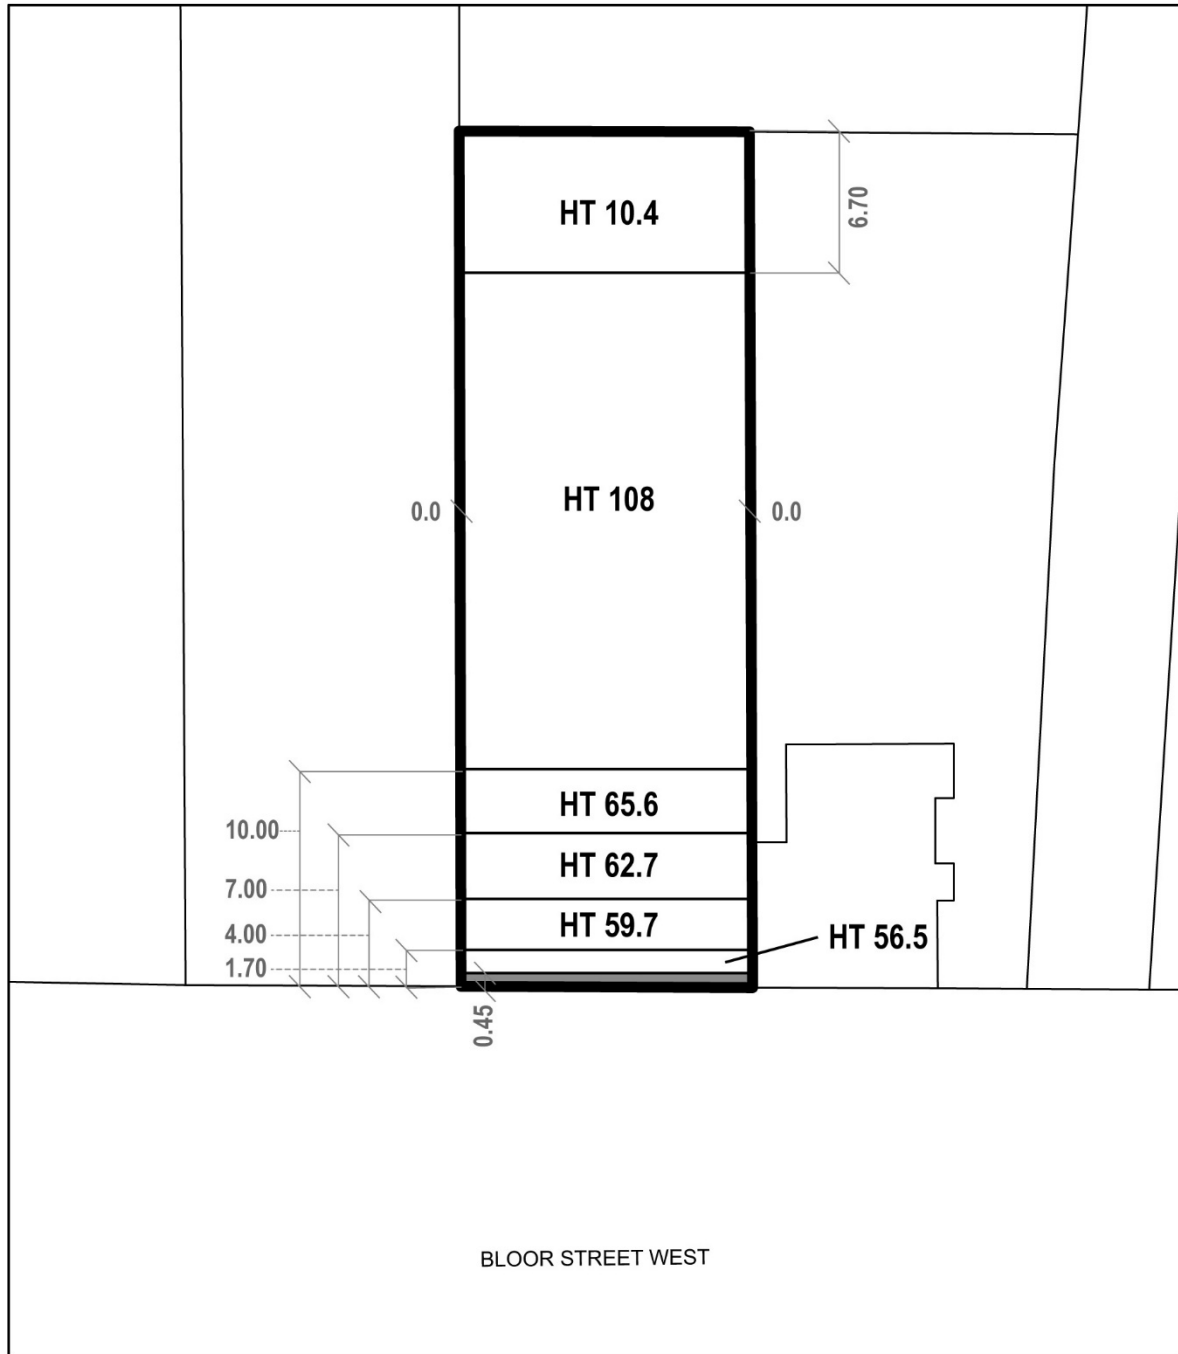 HT 10.4
6.70
HT 108
0.0
0.0
HT 65.6
10.00
HT 62.7
7.00
HT 59.7
4.00
HT 56.5
1.70
0.45
BLOOR STREET WEST